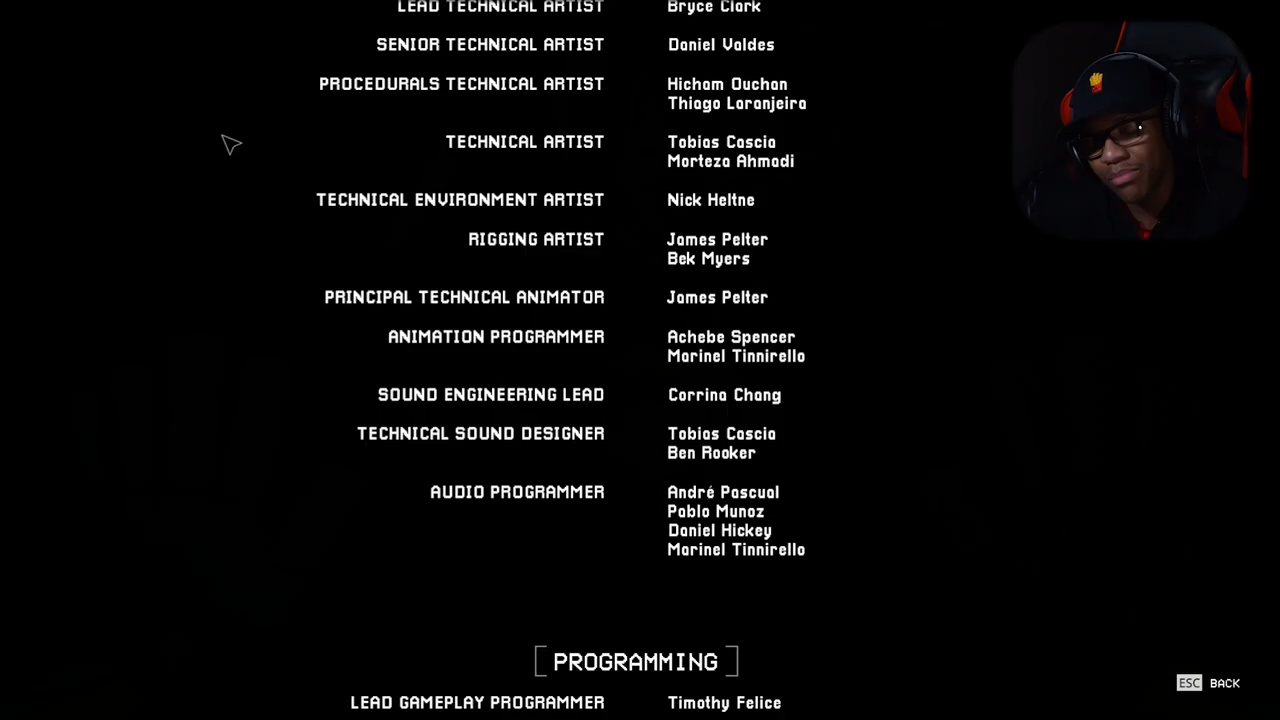 LEAD TECHNICAL ARTIST Bryce Clark
SENIOR TECHNICAL ARTIST Daniel Valdes
PROCEDURALS TECHNICAL ARTIST Hicham Ouchan
Thiago Laranjeira
TECHNICAL ARTIST Tobias Cascia
Morteza Ahmadi
TECHNICAL ENVIRONMENT ARTIST Nick Heltne
RIGGING ARTIST James Pelter
Bek Myers
PRINCIPAL TECHNICAL ANIMATOR James Pelter
ANIMATION PROGRAMMER Achebe Spencer
Marinel Tinnirello
SOUND ENGINEERING LEAD Corrina Chang
TECHNICAL SOUND DESIGNER Tobias Cascia
Ben Rooker
AUDIO PROGRAMMER André Pascual
Pablo Munoz
Daniel Hickey
Marinel Tinnirello
[PROGRAMMING]
ESC BACK
LEAD GAMEPLAY PROGRAMMER Timothy Felice